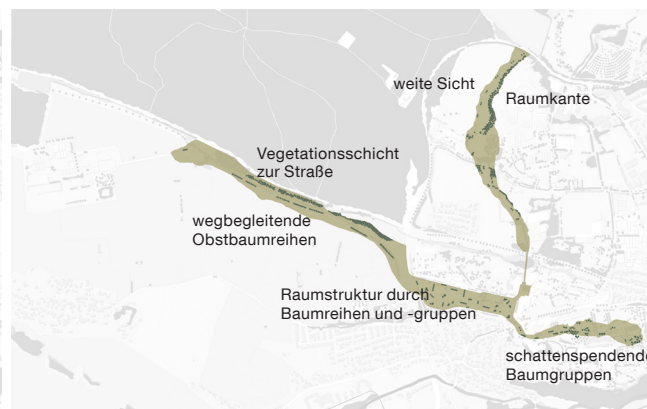 weite Sicht
Raumkante
Vegetationsschicht
zur Straße
wegbegleitende
Obstbaumreihen
Raumstruktur durch
Baumreihen und -gruppen
schattenspendende
Baumgruppen